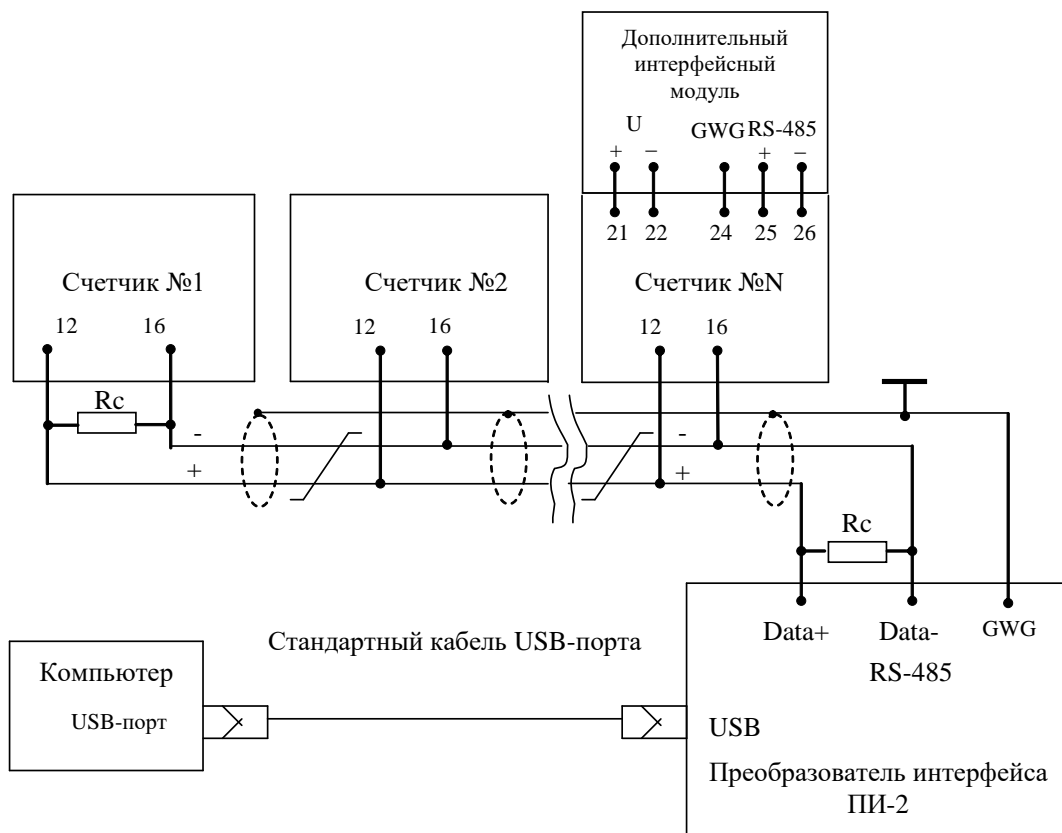 Дополнительный
интерфейсный
модуль
U GWG RS-485
+ − + −
21 22 24 25 26
Счетчик №1
Счетчик №2
Счетчик №N
12 16
12 16
12 16
Rc
-
+
-
+
Rc
Data+ Data- GWG
RS-485
Стандартный кабель USB-порта
Компьютер
USB-порт
USB
Преобразователь интерфейса
ПИ-2